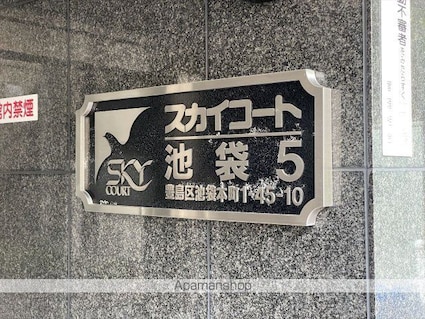 館内禁煙
SKY
COURT
スカイコート
池袋5
豊島区池袋本町1-45-10
Apamanshop